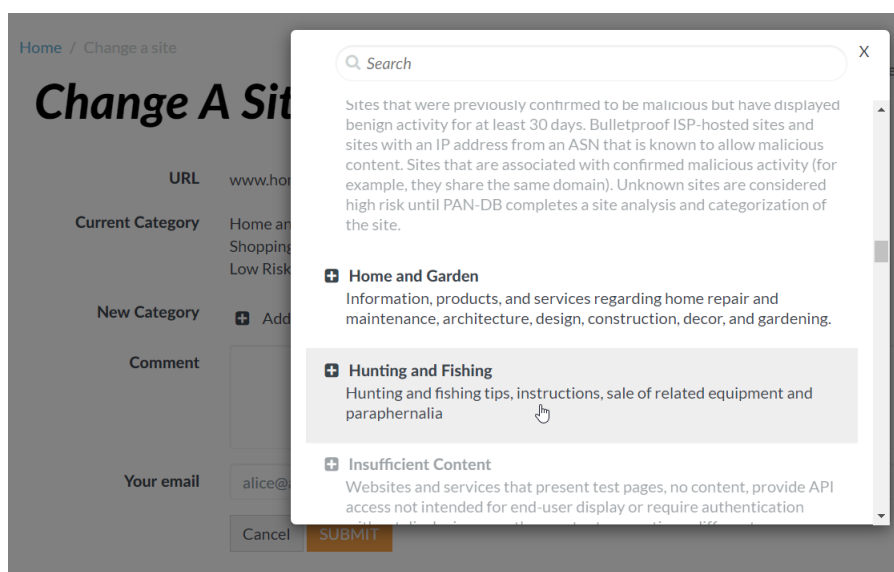 Home / Change a site
Change A Sit
URL www.hor
Current Category Home an
Shopping
Low Risk
New Category Add
Comment
Your email alice@
Cancel SUBMIT
Search
X
Sites that were previously confirmed to be malicious but have displayed
benign activity for at least 30 days. Bulletproof ISP-hosted sites and
sites with an IP address from an ASN that is known to allow malicious
content. Sites that are associated with confirmed malicious activity (for
example, they share the same domain). Unknown sites are considered
high risk until PAN-DB completes a site analysis and categorization of
the site.
Home and Garden
Information, products, and services regarding home repair and
maintenance, architecture, design, construction, decor, and gardening.
Hunting and Fishing
Hunting and fishing tips, instructions, sale of related equipment and
paraphernalia
Insufficient Content
Websites and services that present test pages, no content, provide API
access not intended for end-user display or require authentication